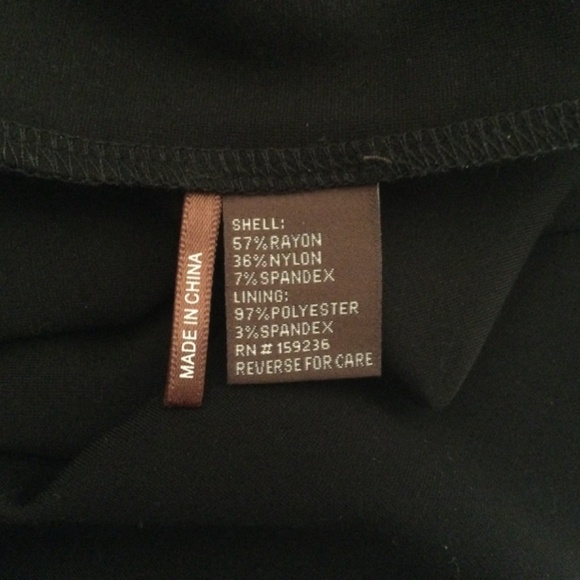 MADE IN CHINA
SHELL:
57%RAYON
36%NYLON
7%SPANDEX
LINING:
97%POLYESTER
3%SPANDEX
RN#159236
REVERSE FOR CARE